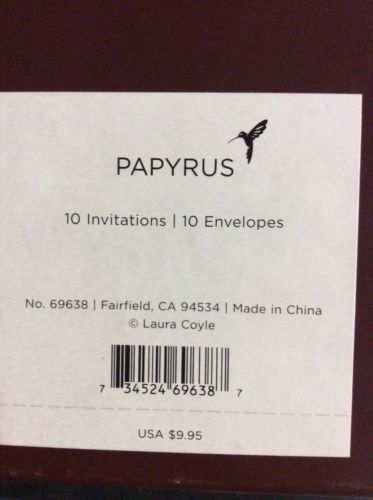 PAPYRUS
10 Invitations | 10 Envelopes
No. 69638 | Fairfield, CA 94534 | Made in China
© Laura Coyle
7 34524 69638 7
USA $9.95